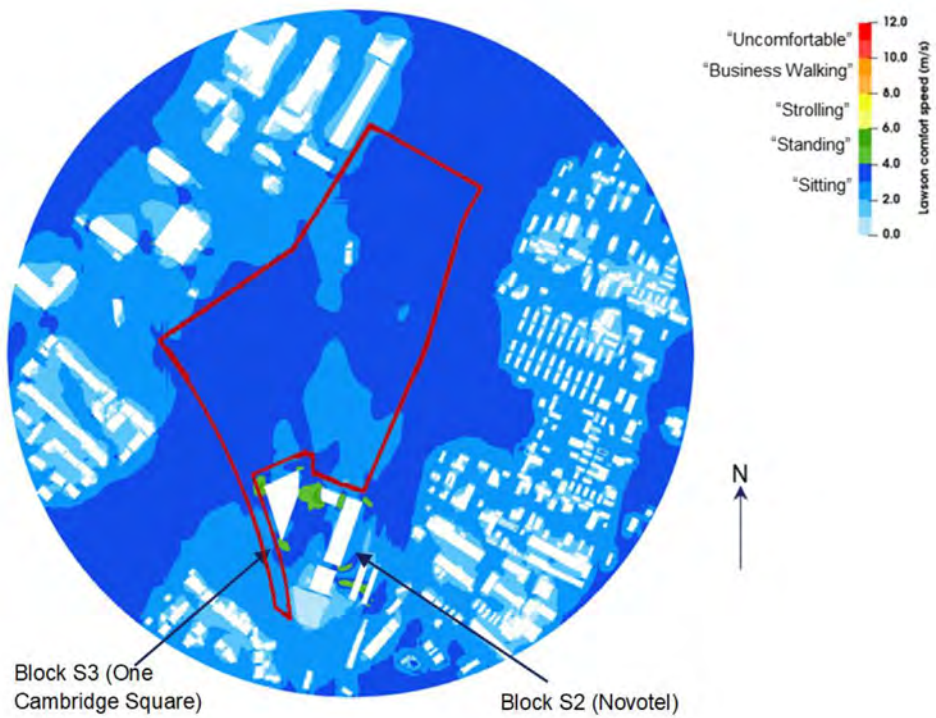 12.0
"Uncomfortable"
10.0
"Business Walking"
8.0
"Strolling"
6.0
"Standing"
4.0
"Sitting"
2.0
0.0
Lawson comfort speed (m/s)
N
Block S3 (One
Cambridge Square)
Block S2 (Novotel)